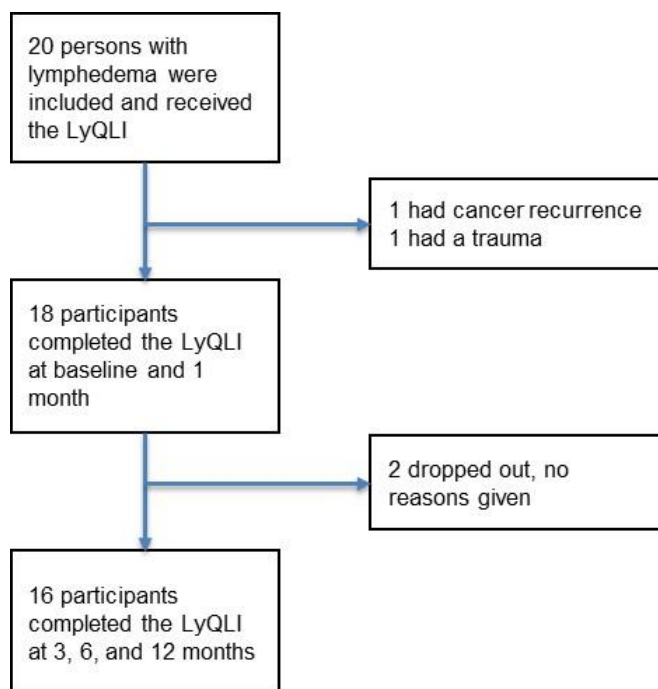 20 persons with
lymphedema were
included and received
the LyQLI
1 had cancer recurrence
1 had a trauma
18 participants
completed the LyQLI
at baseline and 1
month
2 dropped out, no
reasons given
16 participants
completed the LyQLI
at 3, 6, and 12 months